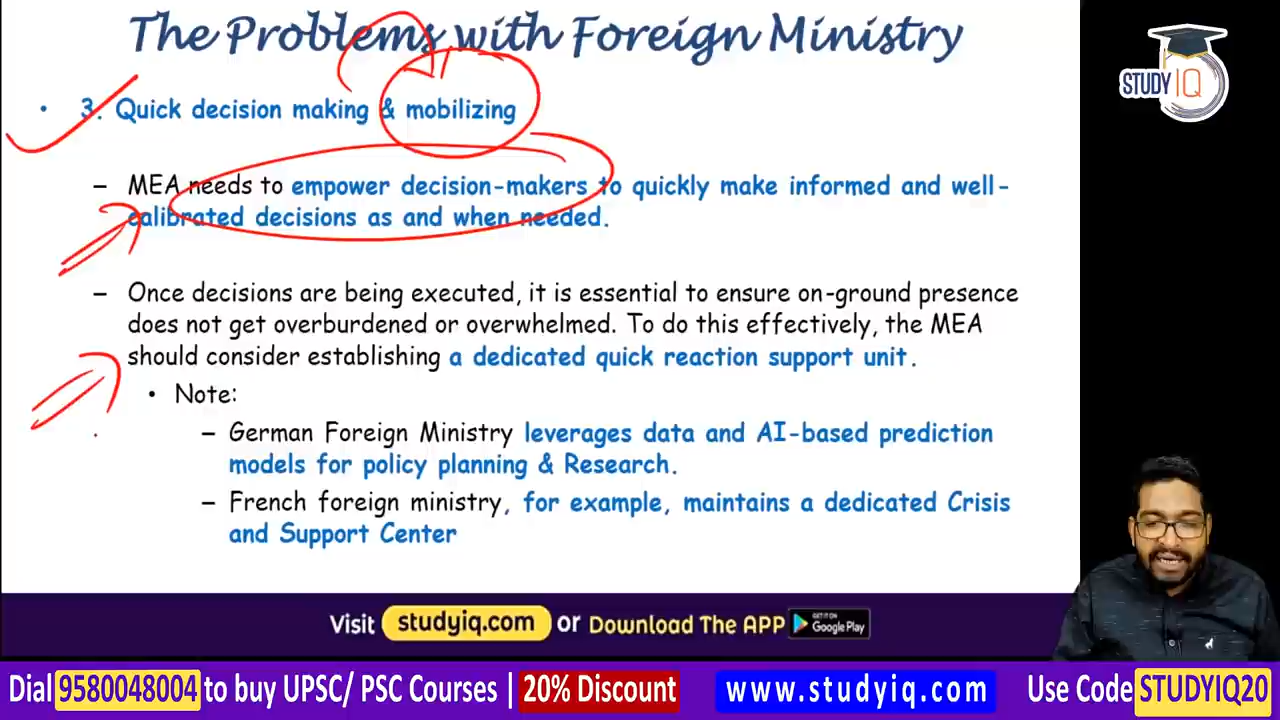 The Problems with Foreign Ministry
STUDY IQ
• 3. Quick decision making & mobilizing
– MEA needs to empower decision-makers to quickly make informed and well-
calibrated decisions as and when needed.
– Once decisions are being executed, it is essential to ensure on-ground presence
does not get overburdened or overwhelmed. To do this effectively, the MEA
should consider establishing a dedicated quick reaction support unit.
• Note:
– German Foreign Ministry leverages data and AI-based prediction
models for policy planning & Research.
– French foreign ministry, for example, maintains a dedicated Crisis
and Support Center
Visit studyiq.com or Download The APP GET IT ON Google Play
Dial 9580048004 to buy UPSC/ PSC Courses | 20% Discount www.studyiq.com Use Code STUDYIQ20